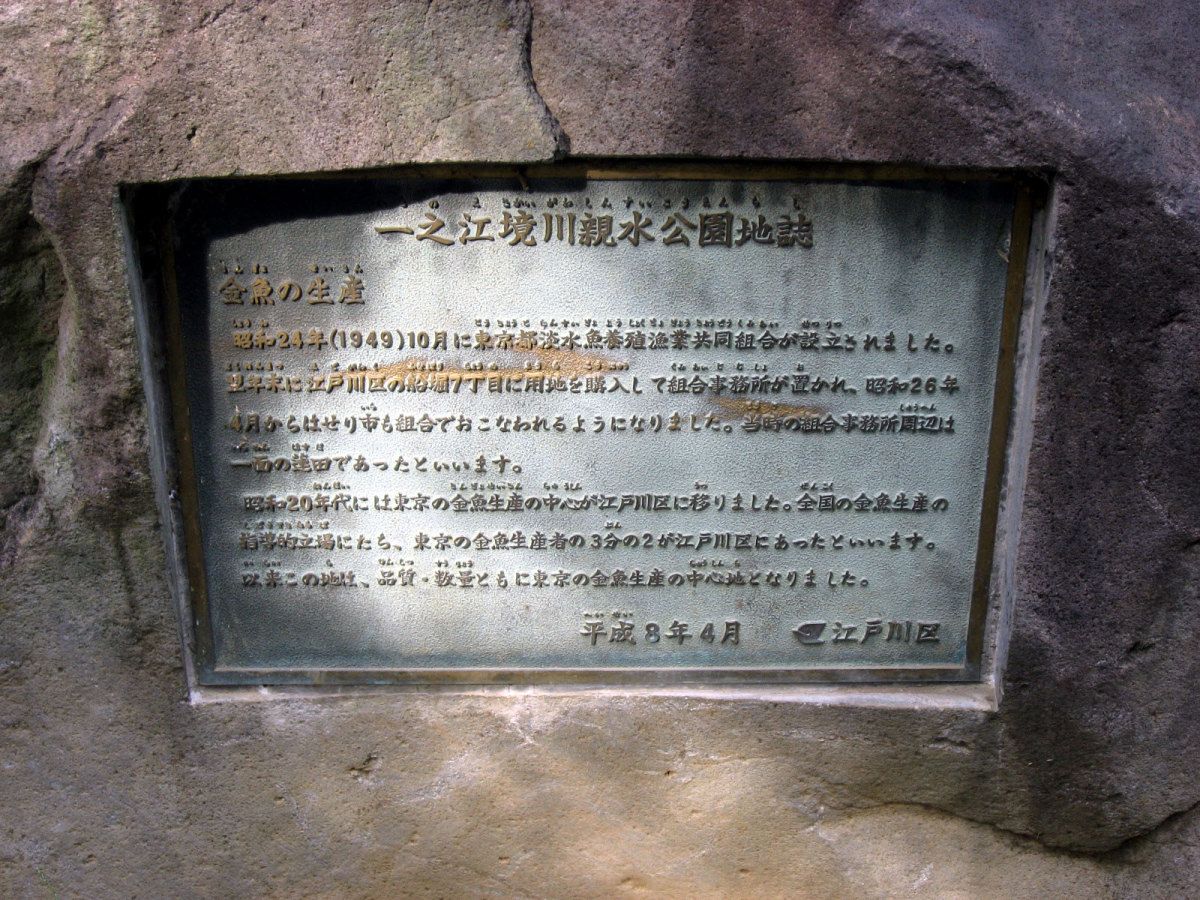 一之江境川親水公園地誌
金魚の生産
昭和24年(1949)10月に東京都淡水魚養殖漁業共同組合が設立されました。
翌年末に江戸川区の船堀7丁目に用地を購入して組合事務所が置かれ、昭和26年
4月からはせり市も組合でおこなわれるようになりました。当時の組合事務所周辺は
一面の蓮田であったといいます。
昭和20年代には東京の金魚生産の中心が江戸川区に移りました。全国の金魚生産の
指導的立場にたち、東京の金魚生産者の3分の2が江戸川区にあったといいます。
以来この地は、品質・数量ともに東京の金魚生産の中心地となりました。
平成8年4月 江戸川区